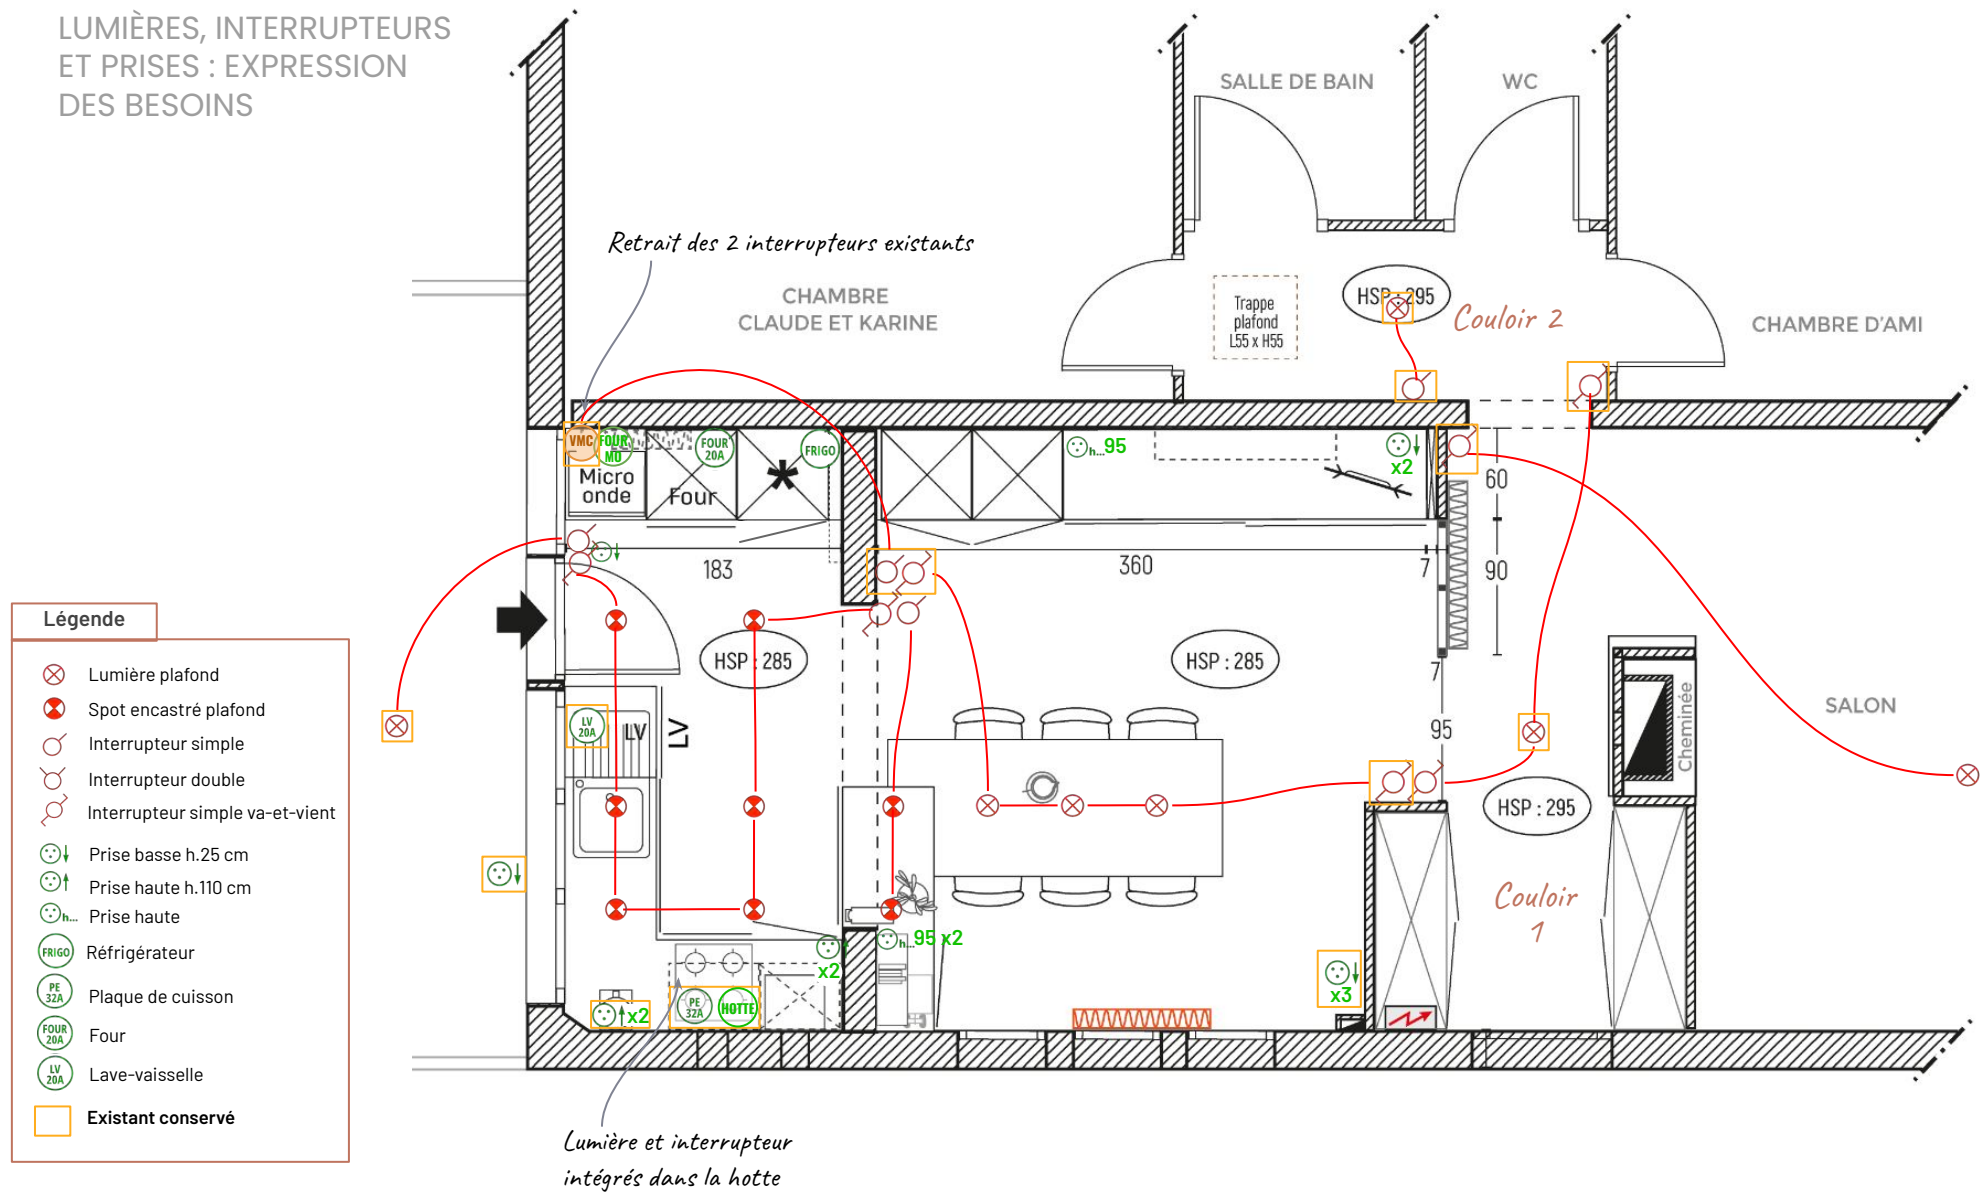 LUMIÈRES, INTERRUPTEURS
ET PRISES : EXPRESSION
DES BESOINS
SALLE DE BAIN
WC
Retrait des 2 interrupteurs existants
CHAMBRE
CLAUDE ET KARINE
Trappe
plafond
L55 x H55
HSP : 295
Couloir 2
CHAMBRE D'AMI
VMC
FOUR
MO
FOUR
20A
FRIGO
h... 95
x2
Micro
onde
Four
*
60
183
360
7
90
HSP : 285
HSP : 285
7
Légende
Lumière plafond
Spot encastré plafond
Interrupteur simple
Interrupteur double
Interrupteur simple va-et-vient
Prise basse h.25 cm
Prise haute h.110 cm
h... Prise haute
FRIGO Réfrigérateur
PE
32A
Plaque de cuisson
FOUR
20A
Four
LV
20A
Lave-vaisselle
Existant conservé
LV
20A
LV
LV
95
Cheminée
SALON
HSP : 295
Couloir
1
h... 95 x2
x2
x3
x2
PE
32A
HOTTE
Lumière et interrupteur
intégrés dans la hotte